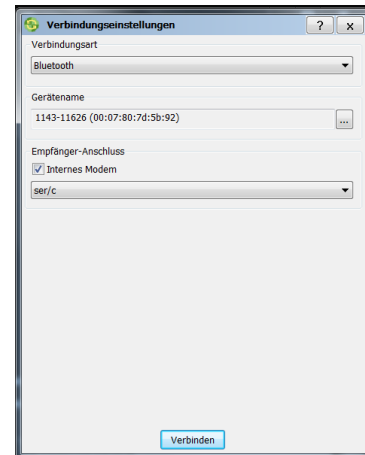 Verbindungseinstellungen
Verbindungsart
Bluetooth
Gerätename
1143-11626 (00:07:80:7d:5b:92)
...
Empfänger-Anschluss
Internes Modem
ser/c
Verbinden